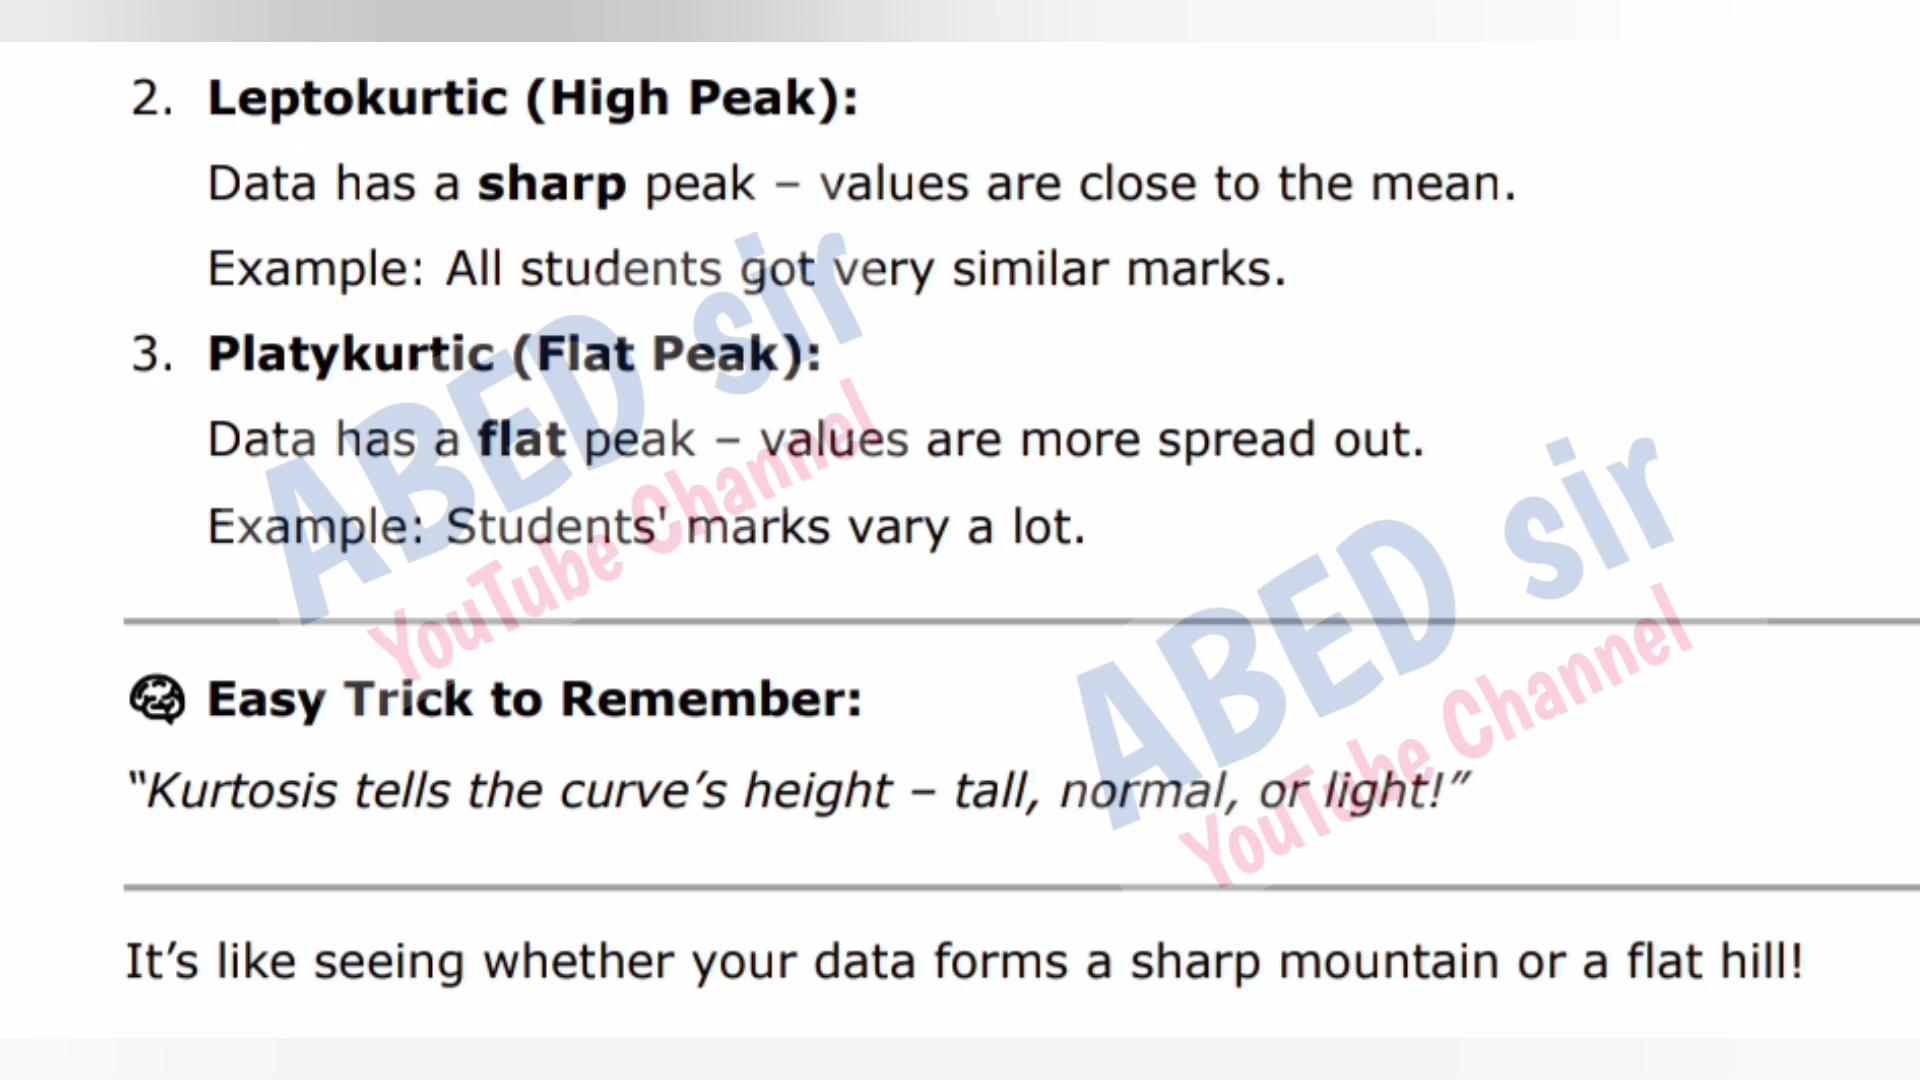 2. Leptokurtic (High Peak):
Data has a sharp peak – values are close to the mean.
Example: All students got very similar marks.
3. Platykurtic (Flat Peak):
Data has a flat peak – values are more spread out.
Example: Students' marks vary a lot.
ABED sir
YouTube Channel
Easy Trick to Remember:
“Kurtosis tells the curve’s height – tall, normal, or light!”
ABED sir
YouTube Channel
It’s like seeing whether your data forms a sharp mountain or a flat hill!